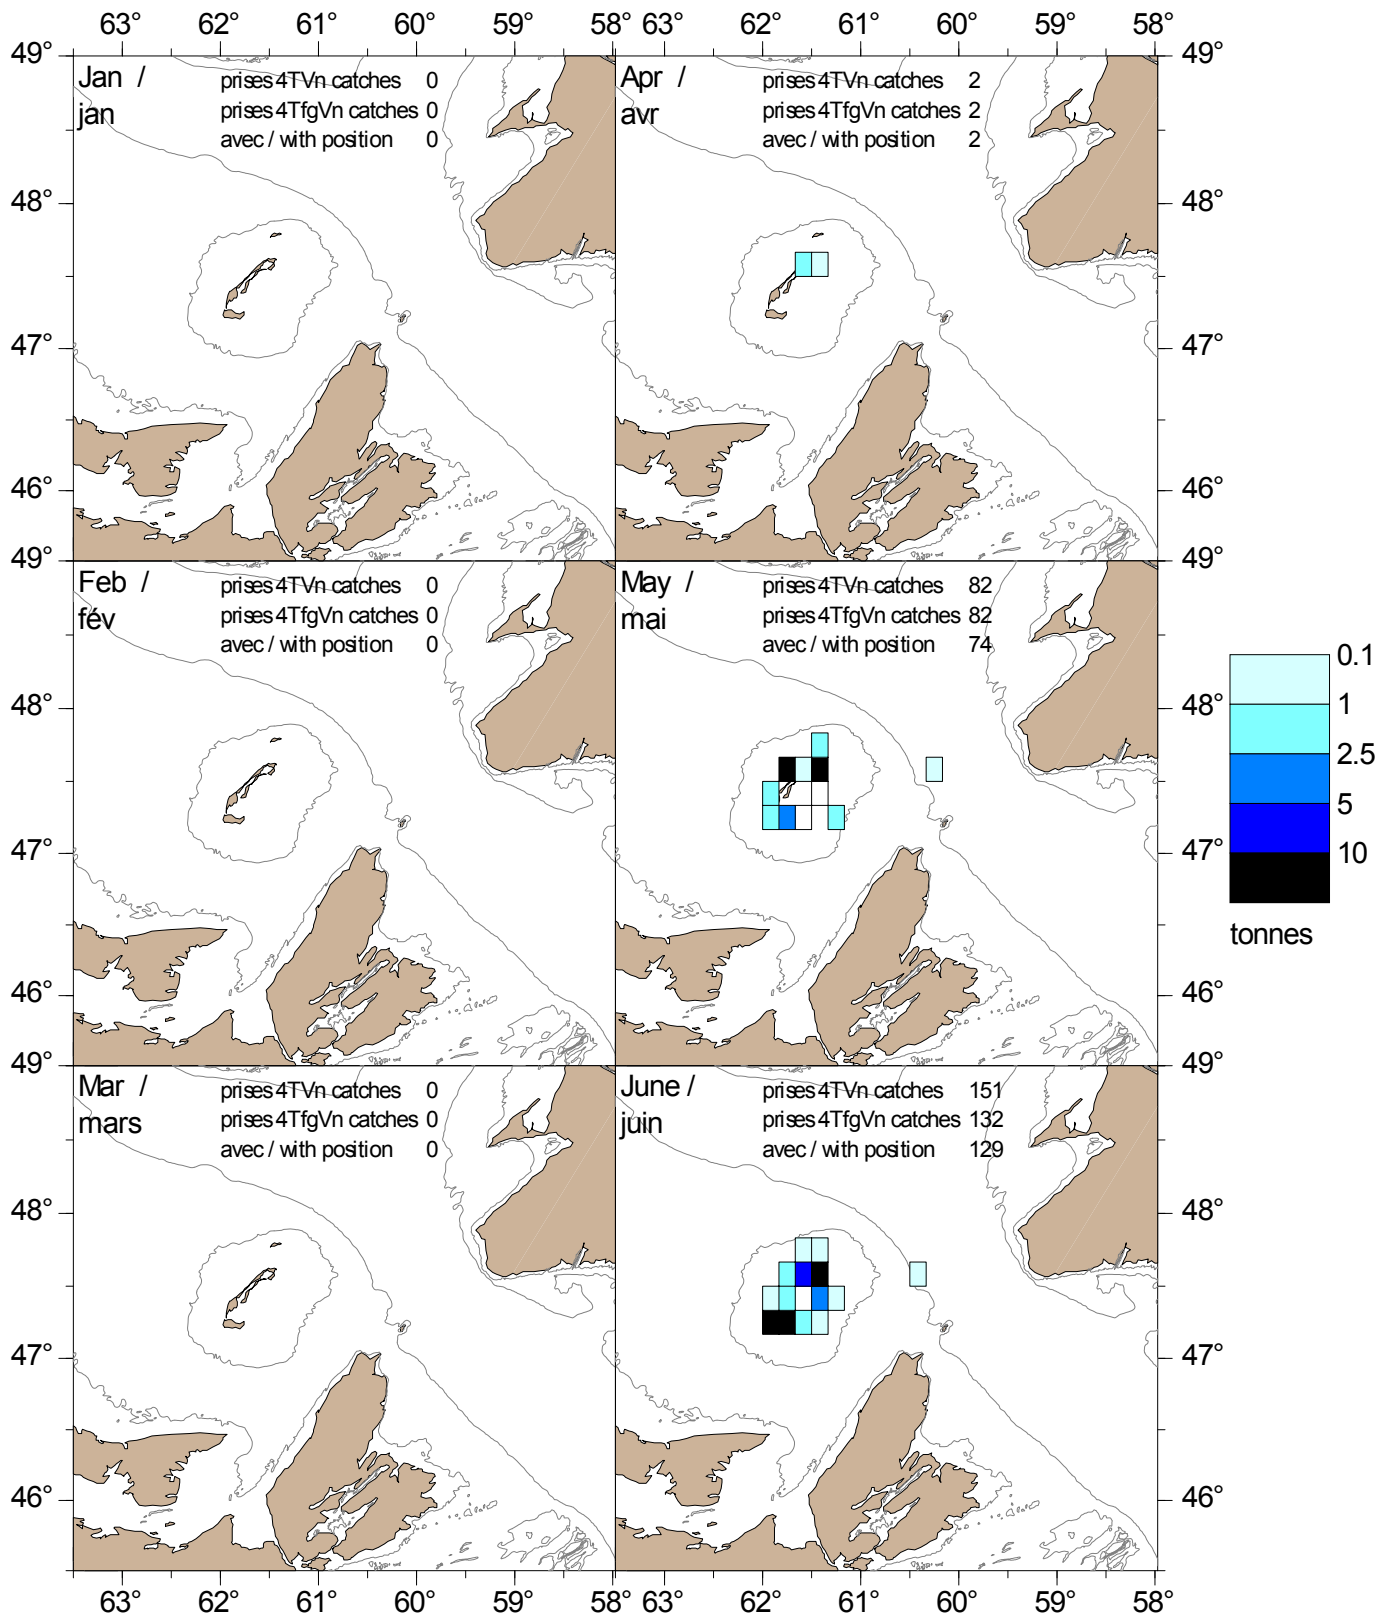 63° 62° 61° 60° 59° 58° 63° 62° 61° 60° 59° 58°
49° 49°
Jan / prises 4TVn catches 0
jan prises 4TfgVn catches 0
avec / with position 0
Apr / prises 4TVn catches 2
avr prises 4TfgVn catches 2
avec / with position 2
48° 48°
47° 47°
46° 46°
49° 49°
Feb / prises 4TVn catches 0
fév prises 4TfgVn catches 0
avec / with position 0
May / prises 4TVn catches 82
mai prises 4TfgVn catches 82
avec / with position 74
48° 48°
47° 47°
46° 46°
0.1
1
2.5
5
10
tonnes
49° 49°
Mar / prises 4TVn catches 0
mars prises 4TfgVn catches 0
avec / with position 0
June / prises 4TVn catches 151
juin prises 4TfgVn catches 132
avec / with position 129
48° 48°
47° 47°
46° 46°
63° 62° 61° 60° 59° 58° 63° 62° 61° 60° 59° 58°